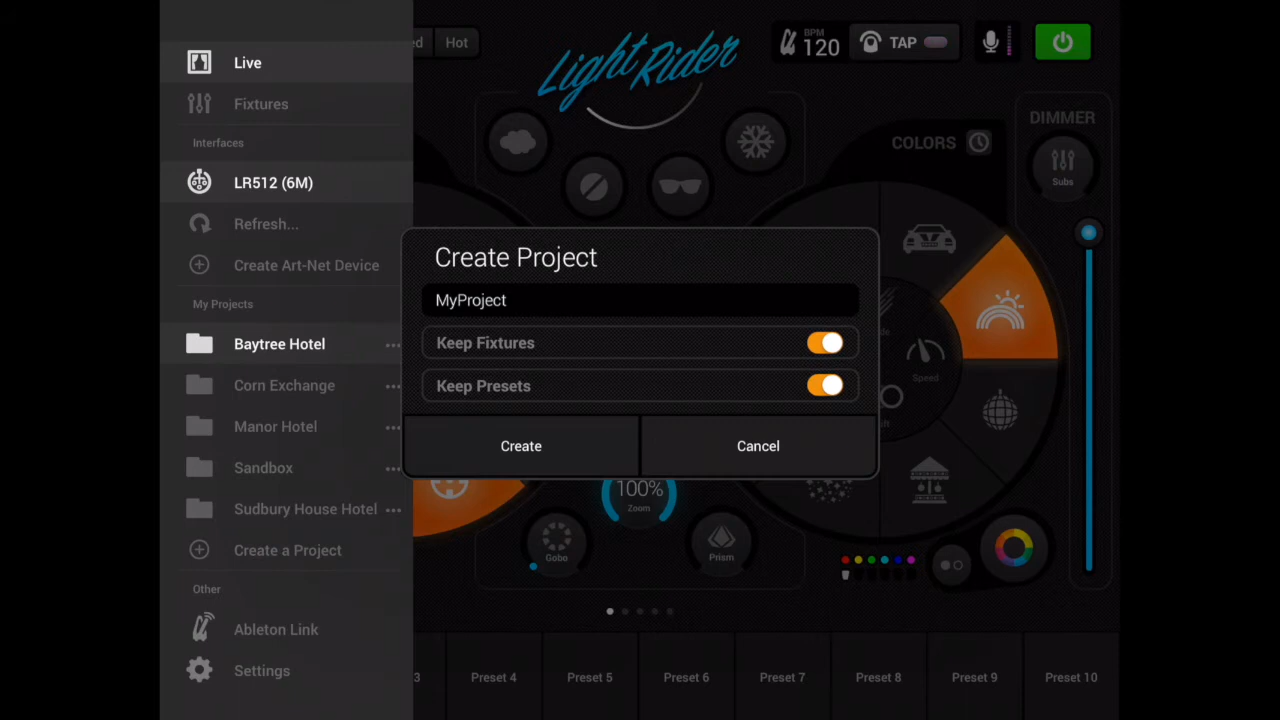 Live
Fixtures
Interfaces
LR512 (6M)
Refresh...
Create Art-Net Device
My Projects
Baytree Hotel
Corn Exchange
Manor Hotel
Sandbox
Sudbury House Hotel
Create a Project
Other
Ableton Link
Settings
Hot
Light Rider
BPM
120
TAP
COLORS
DIMMER
Subs
Speed
Create Project
MyProject
Keep Fixtures
Keep Presets
Create
Cancel
100%
Zoom
Gobo
Prism
3
Preset 4
Preset 5
Preset 6
Preset 7
Preset 8
Preset 9
Preset 10